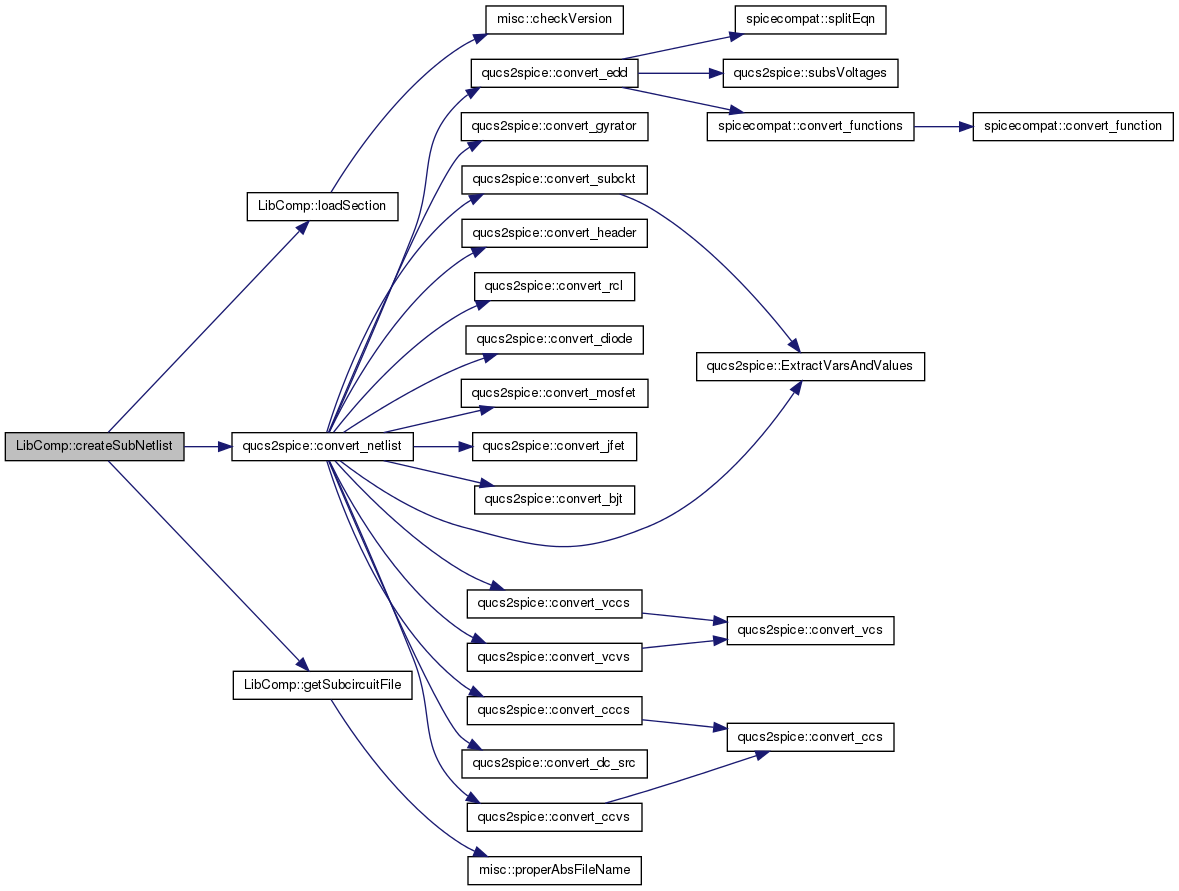 misc::checkVersion
spicecompat::splitEqn
qucs2spice::convert_edd
qucs2spice::subsVoltages
qucs2spice::convert_gyrator
spicecompat::convert_functions
spicecompat::convert_function
qucs2spice::convert_subckt
LibComp::loadSection
qucs2spice::convert_header
qucs2spice::convert_rcl
qucs2spice::convert_diode
qucs2spice::ExtractVarsAndValues
qucs2spice::convert_mosfet
LibComp::createSubNetlist
qucs2spice::convert_netlist
qucs2spice::convert_jfet
qucs2spice::convert_bjt
qucs2spice::convert_vccs
qucs2spice::convert_vcs
qucs2spice::convert_vcvs
LibComp::getSubcircuitFile
qucs2spice::convert_cccs
qucs2spice::convert_ccs
qucs2spice::convert_dc_src
qucs2spice::convert_ccvs
misc::properAbsFileName